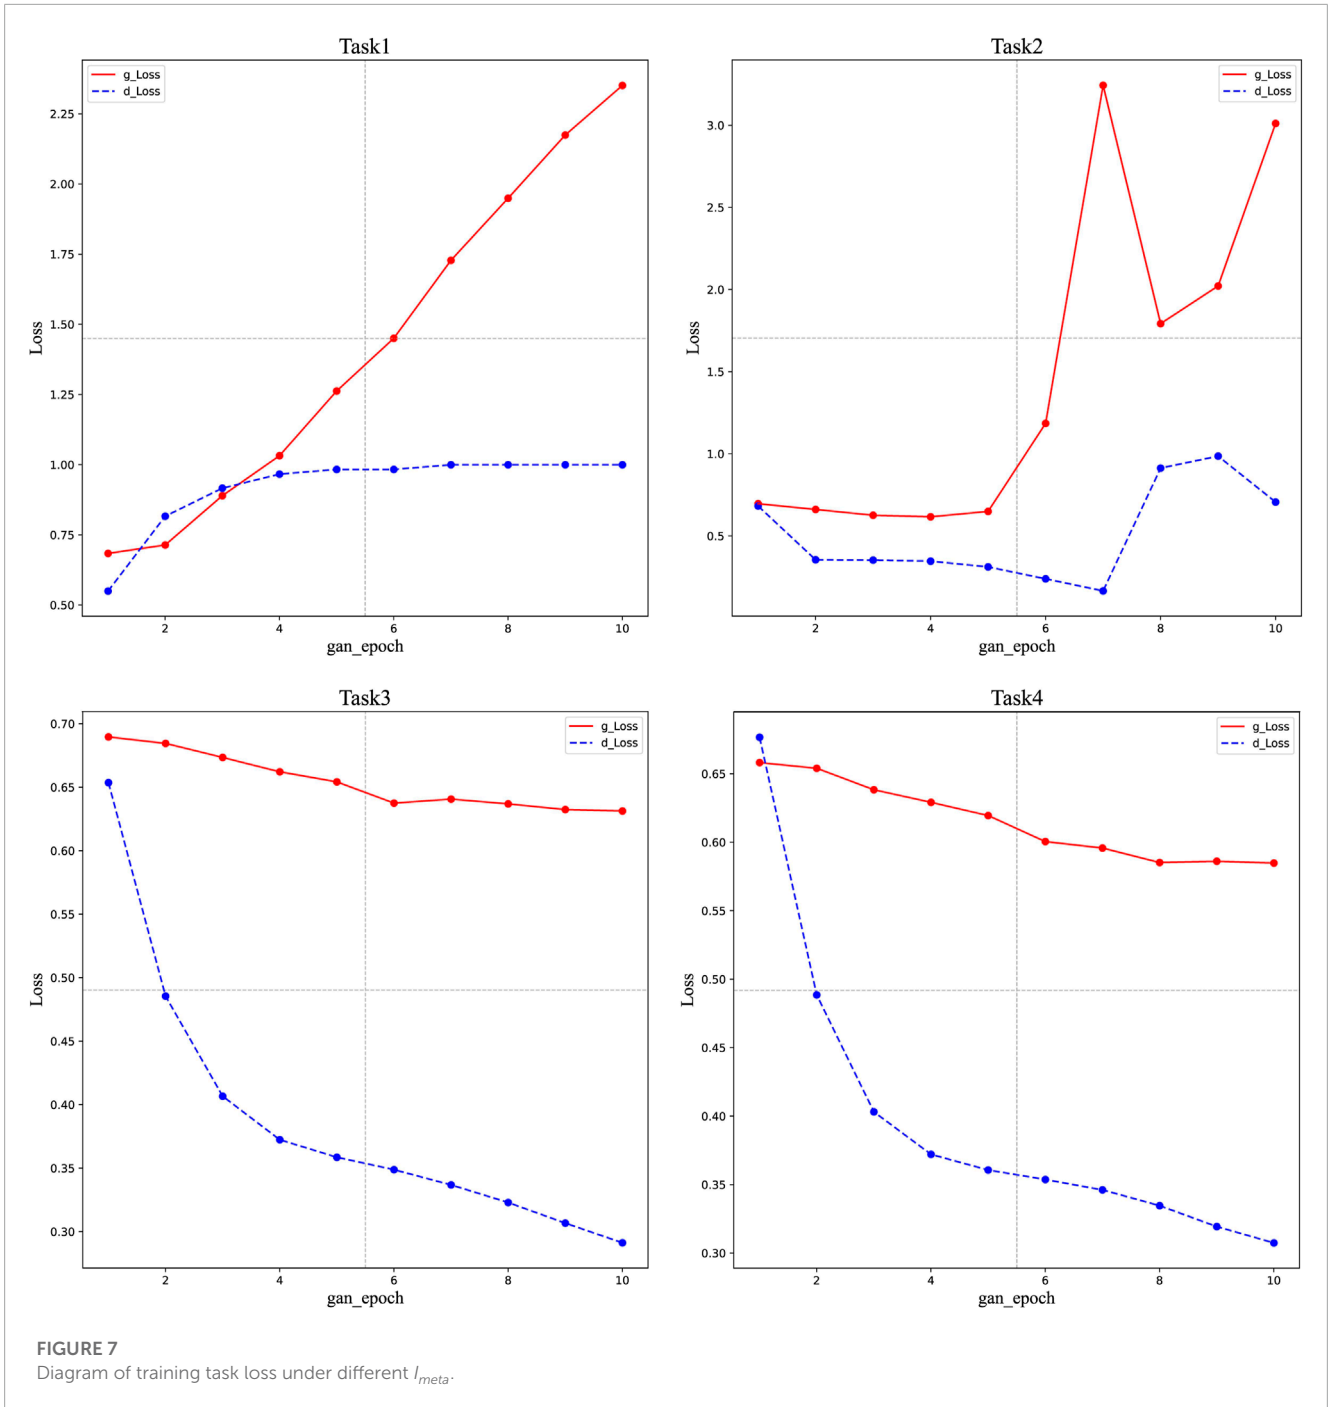 Task1
g_Loss
d_Loss
2.25
2.00
1.75
1.50
1.25
1.00
0.75
0.50
Loss
2 4 6 8 10
gan_epoch
Task2
g_Loss
d_Loss
3.0
2.5
2.0
1.5
1.0
0.5
Loss
2 4 6 8 10
gan_epoch
Task3
g_Loss
d_Loss
0.70
0.65
0.60
0.55
0.50
0.45
0.40
0.35
0.30
Loss
2 4 6 8 10
gan_epoch
Task4
g_Loss
d_Loss
0.65
0.60
0.55
0.50
0.45
0.40
0.35
0.30
Loss
2 4 6 8 10
gan_epoch
FIGURE 7
Diagram of training task loss under different I_meta.